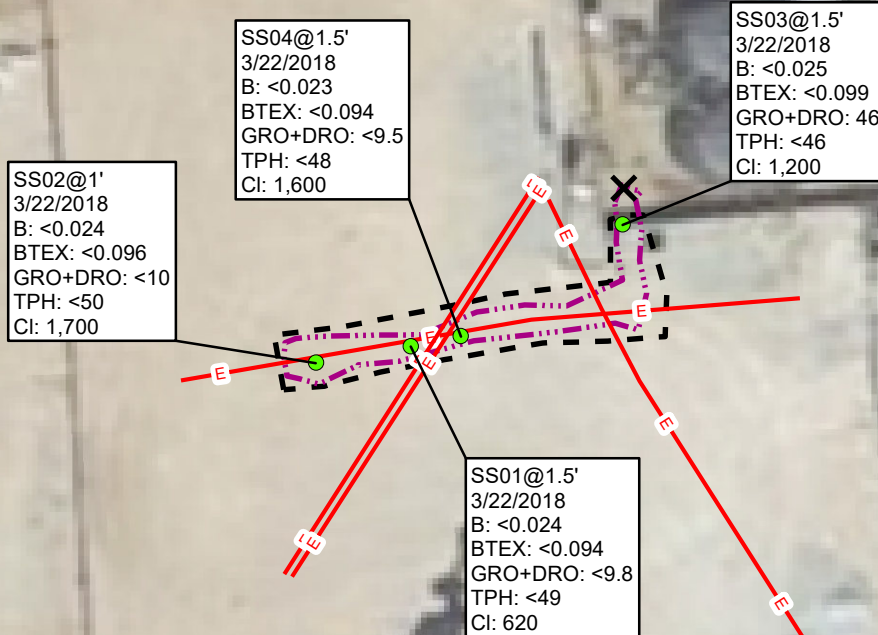 SS04@1.5'
3/22/2018
B: <0.023
BTEX: <0.094
GRO+DRO: <9.5
TPH: <48
Cl: 1,600
SS03@1.5'
3/22/2018
B: <0.025
BTEX: <0.099
GRO+DRO: 46
TPH: <46
Cl: 1,200
SS02@1'
3/22/2018
B: <0.024
BTEX: <0.096
GRO+DRO: <10
TPH: <50
Cl: 1,700
E
E
E
E
E
E
E
E
E
SS01@1.5'
3/22/2018
B: <0.024
BTEX: <0.094
GRO+DRO: <9.8
TPH: <49
Cl: 620